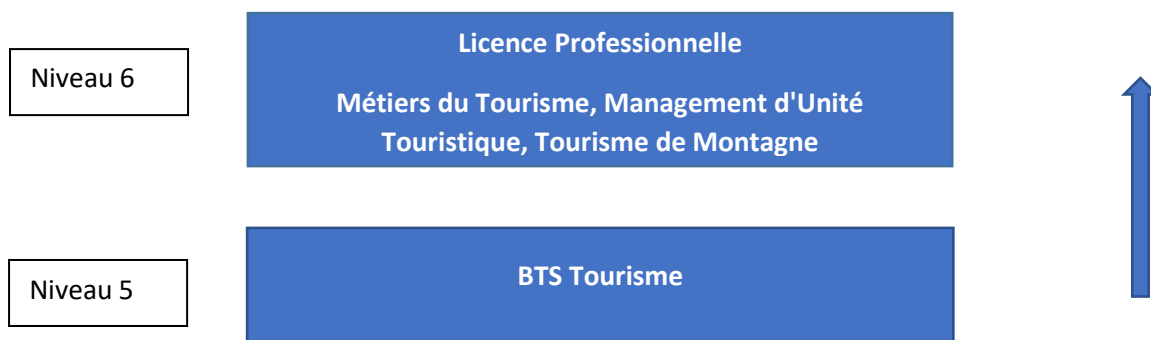 Niveau 6
Licence Professionnelle
Métiers du Tourisme, Management d'Unité
Touristique, Tourisme de Montagne
Niveau 5
BTS Tourisme